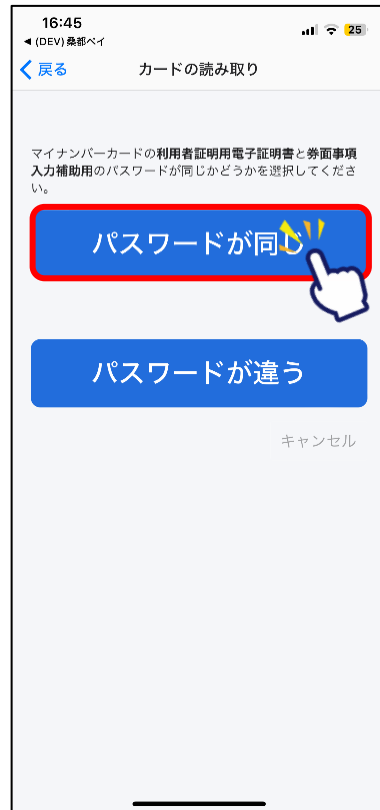 16:45
25
◀ (DEV) 桑都ペイ
戻る カードの読み取り
マイナンバーカードの利用者証明用電子証明書と券面事項
入力補助用のパスワードが同じかどうかを選択してくださ
い。
パスワードが同じ
パスワードが違う
キャンセル